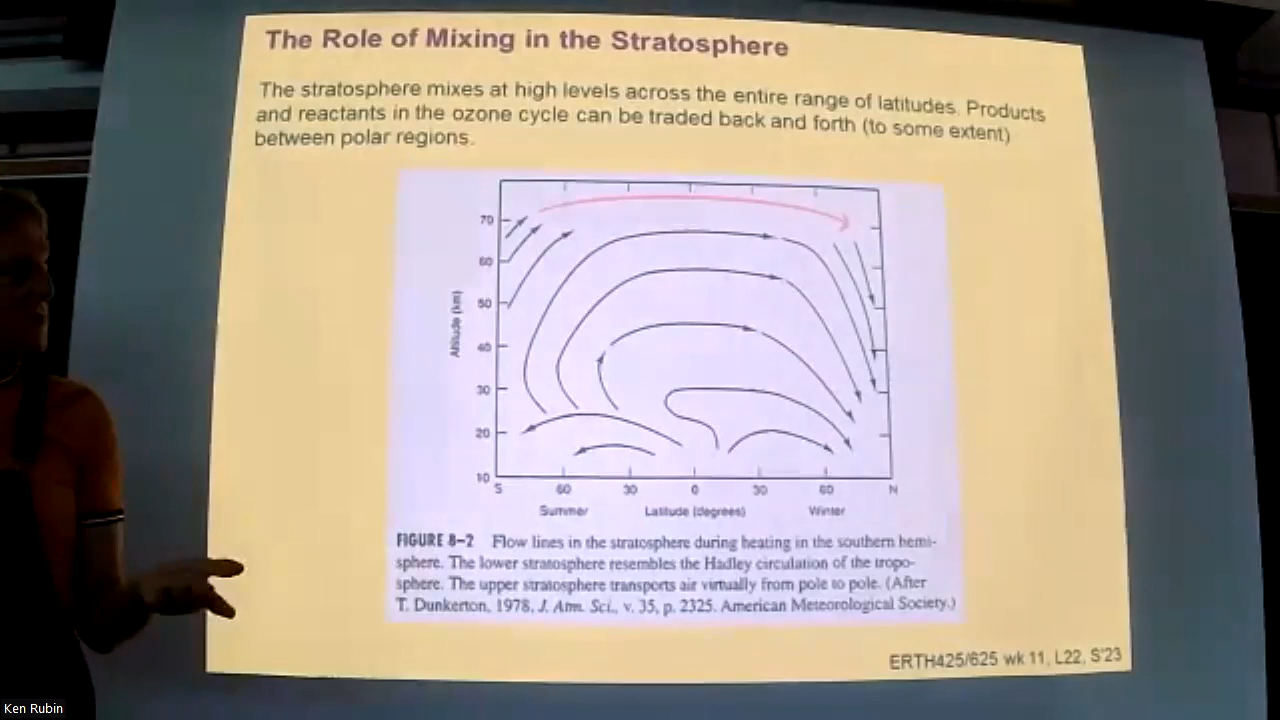 The Role of Mixing in the Stratosphere
The stratosphere mixes at high levels across the entire range of latitudes. Products
and reactants in the ozone cycle can be traded back and forth (to some extent)
between polar regions.
70
60
50
40
30
20
10
Altitude (km)
S 60 30 0 30 60 N
Summer Latitude (degrees) Winter
FIGURE 8–2 Flow lines in the stratosphere during heating in the southern hemi-
sphere. The lower stratosphere resembles the Hadley circulation of the tropo-
sphere. The upper stratosphere transports air virtually from pole to pole. (After
T. Dunkerton, 1978, J. Atm. Sci., v. 35, p. 2325. American Meteorological Society.)
ERTH425/625 wk 11, L22, S'23
Ken Rubin